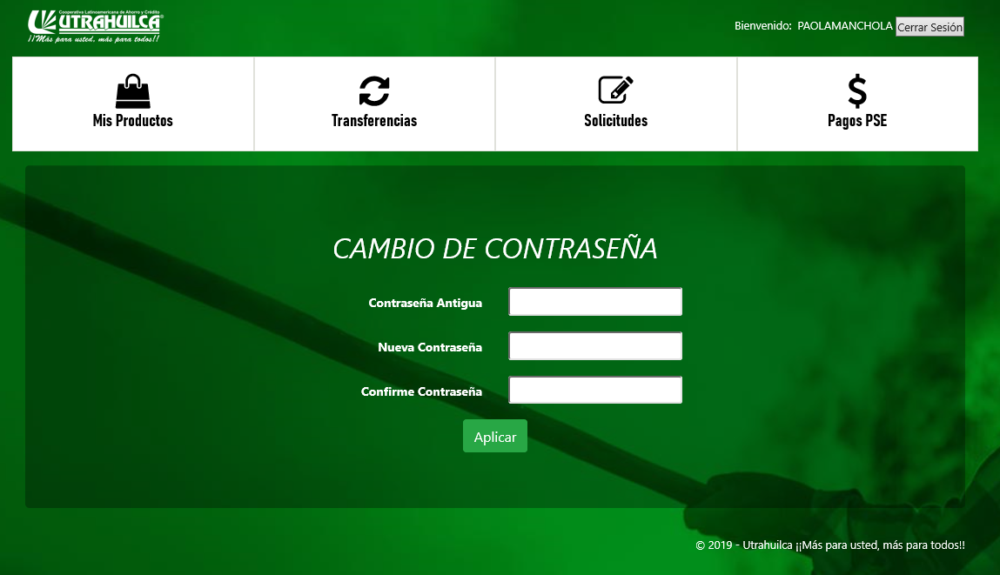 Cooperativa Latinoamericana de Ahorro y Crédito
UTRAHUILCA®
¡¡Más para usted, más para todos!!
Bienvenido: PAOLAMANCHOLA Cerrar Sesión
Mis Productos
Transferencias
Solicitudes
Pagos PSE
CAMBIO DE CONTRASEÑA
Contraseña Antigua
Nueva Contraseña
Confirme Contraseña
Aplicar
© 2019 - Utrahuilca ¡¡Más para usted, más para todos!!